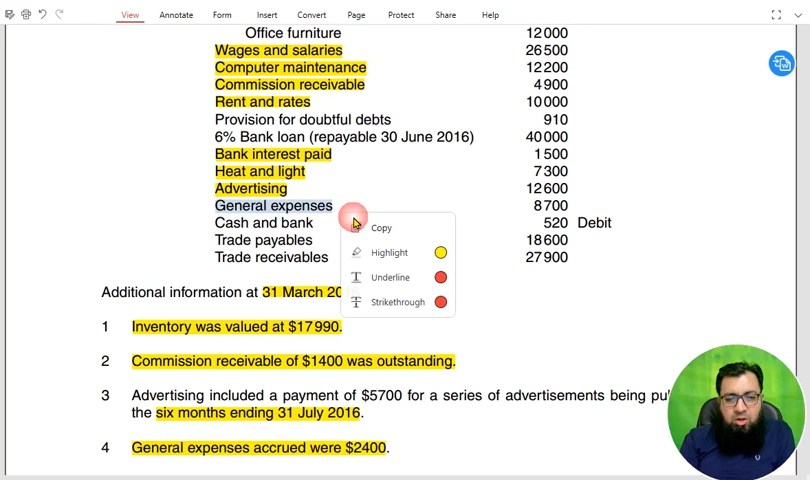 View Annotate Form Insert Convert Page Protect Share Help
Office furniture 12 000
Wages and salaries 26 500
Computer maintenance 12 200
Commission receivable 4 900
Rent and rates 10 000
Provision for doubtful debts 910
6% Bank loan (repayable 30 June 2016) 40 000
Bank interest paid 1 500
Heat and light 7 300
Advertising 12 600
General expenses 8 700
Cash and bank 520 Debit
Trade payables 18 600
Trade receivables 27 900
Copy
Highlight
Underline
Strikethrough
Additional information at 31 March
1 Inventory was valued at $17 990.
2 Commission receivable of $1400 was outstanding.
3 Advertising included a payment of $5700 for a series of advertisements being
the six months ending 31 July 2016.
4 General expenses accrued were $2400.